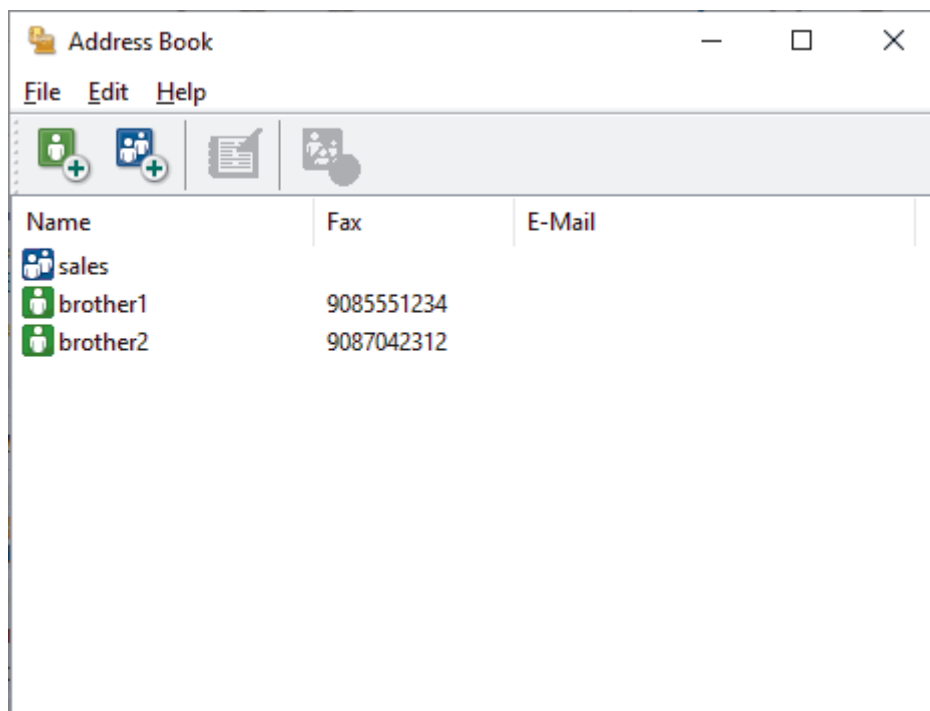 Address Book
File Edit Help
Name Fax E-Mail
sales
brother1 9085551234
brother2 9087042312